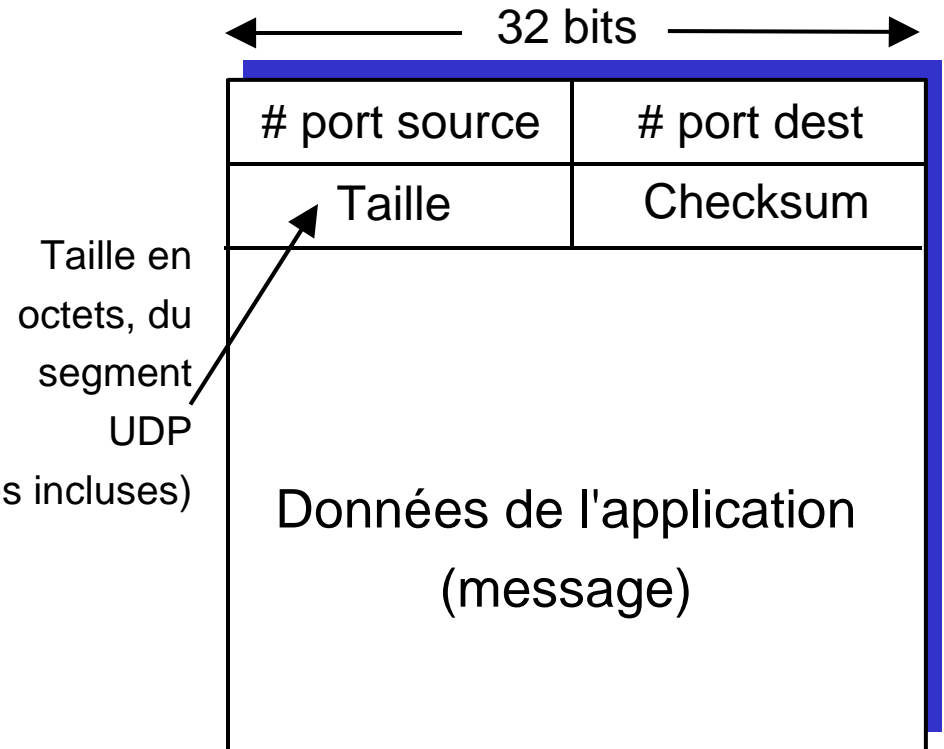 32 bits
# port source # port dest
Taille Checksum
Taille en
octets, du
segment
UDP
s incluses)
Données de l'application
(message)